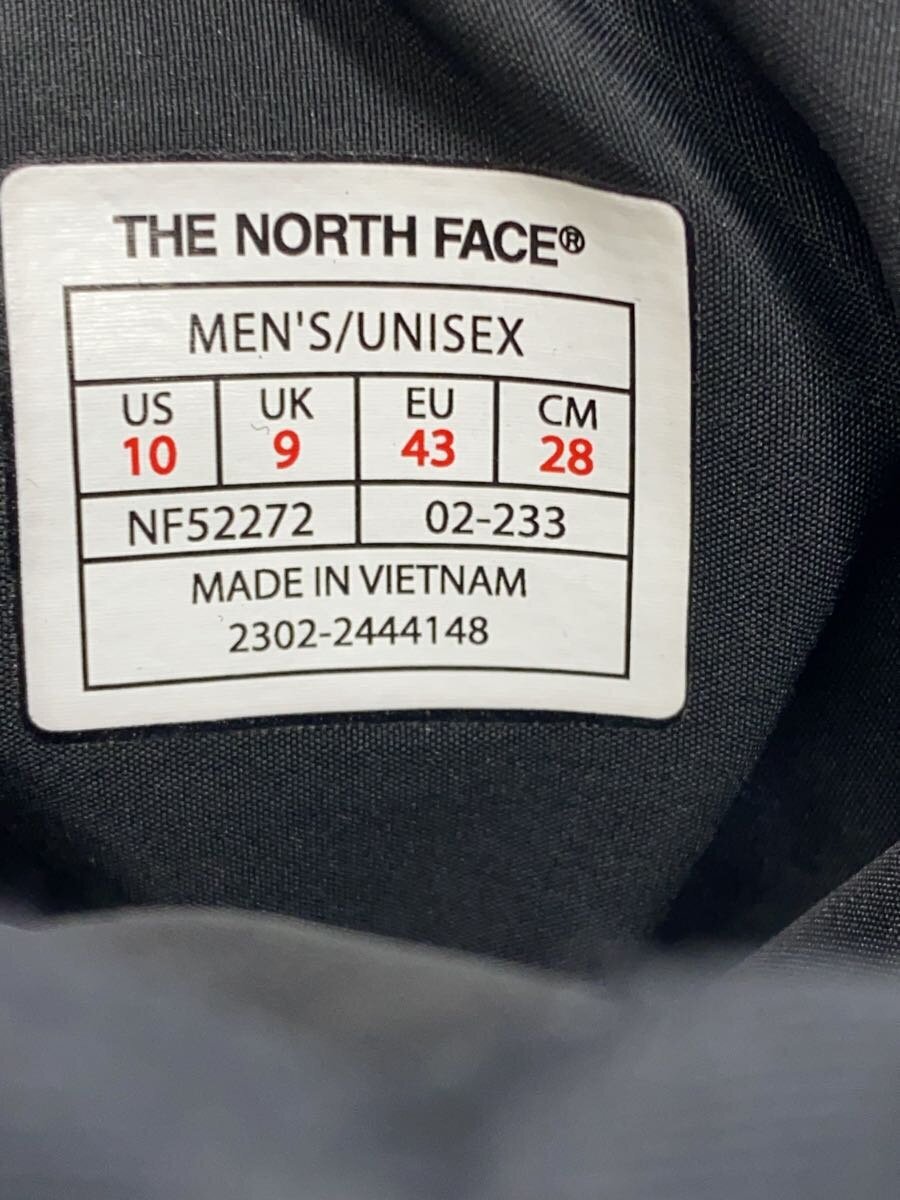 THE NORTH FACE®
MEN'S/UNISEX
US UK EU CM
10 9 43 28
NF52272 02-233
MADE IN VIETNAM
2302-2444148